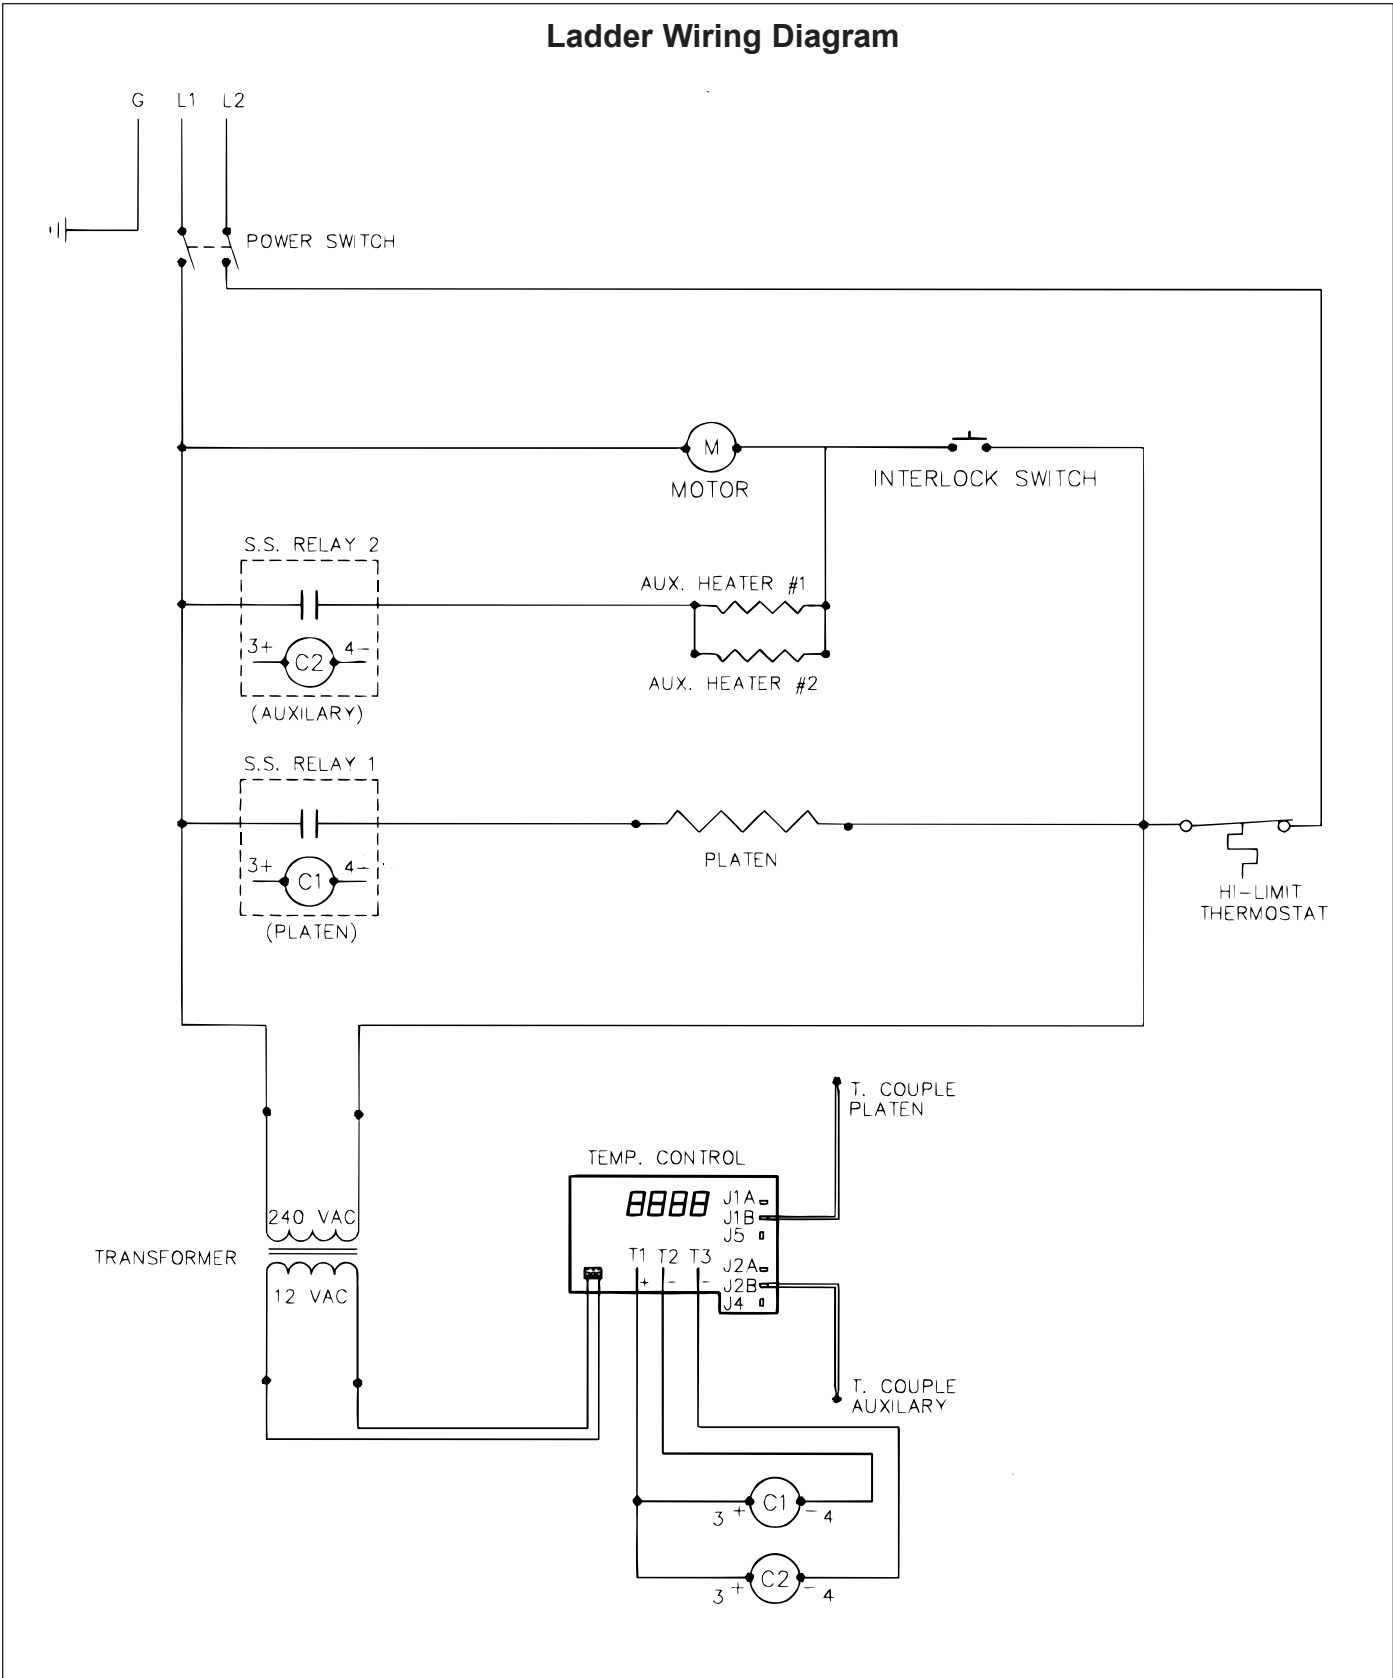 Ladder Wiring Diagram
G L1 L2
POWER SWITCH
M
MOTOR
INTERLOCK SWITCH
S.S. RELAY 2
3+ C2 4-
(AUXILARY)
AUX. HEATER #1
AUX. HEATER #2
S.S. RELAY 1
3+ C1 4-
(PLATEN)
PLATEN
HI-LIMIT
THERMOSTAT
T. COUPLE
PLATEN
TEMP. CONTROL
8888
J1A
J1B
J5
T1 T2 T3
+ - -
J2A
J2B
J4
240 VAC
TRANSFORMER
12 VAC
T. COUPLE
AUXILARY
3 + C1 - 4
3 + C2 - 4